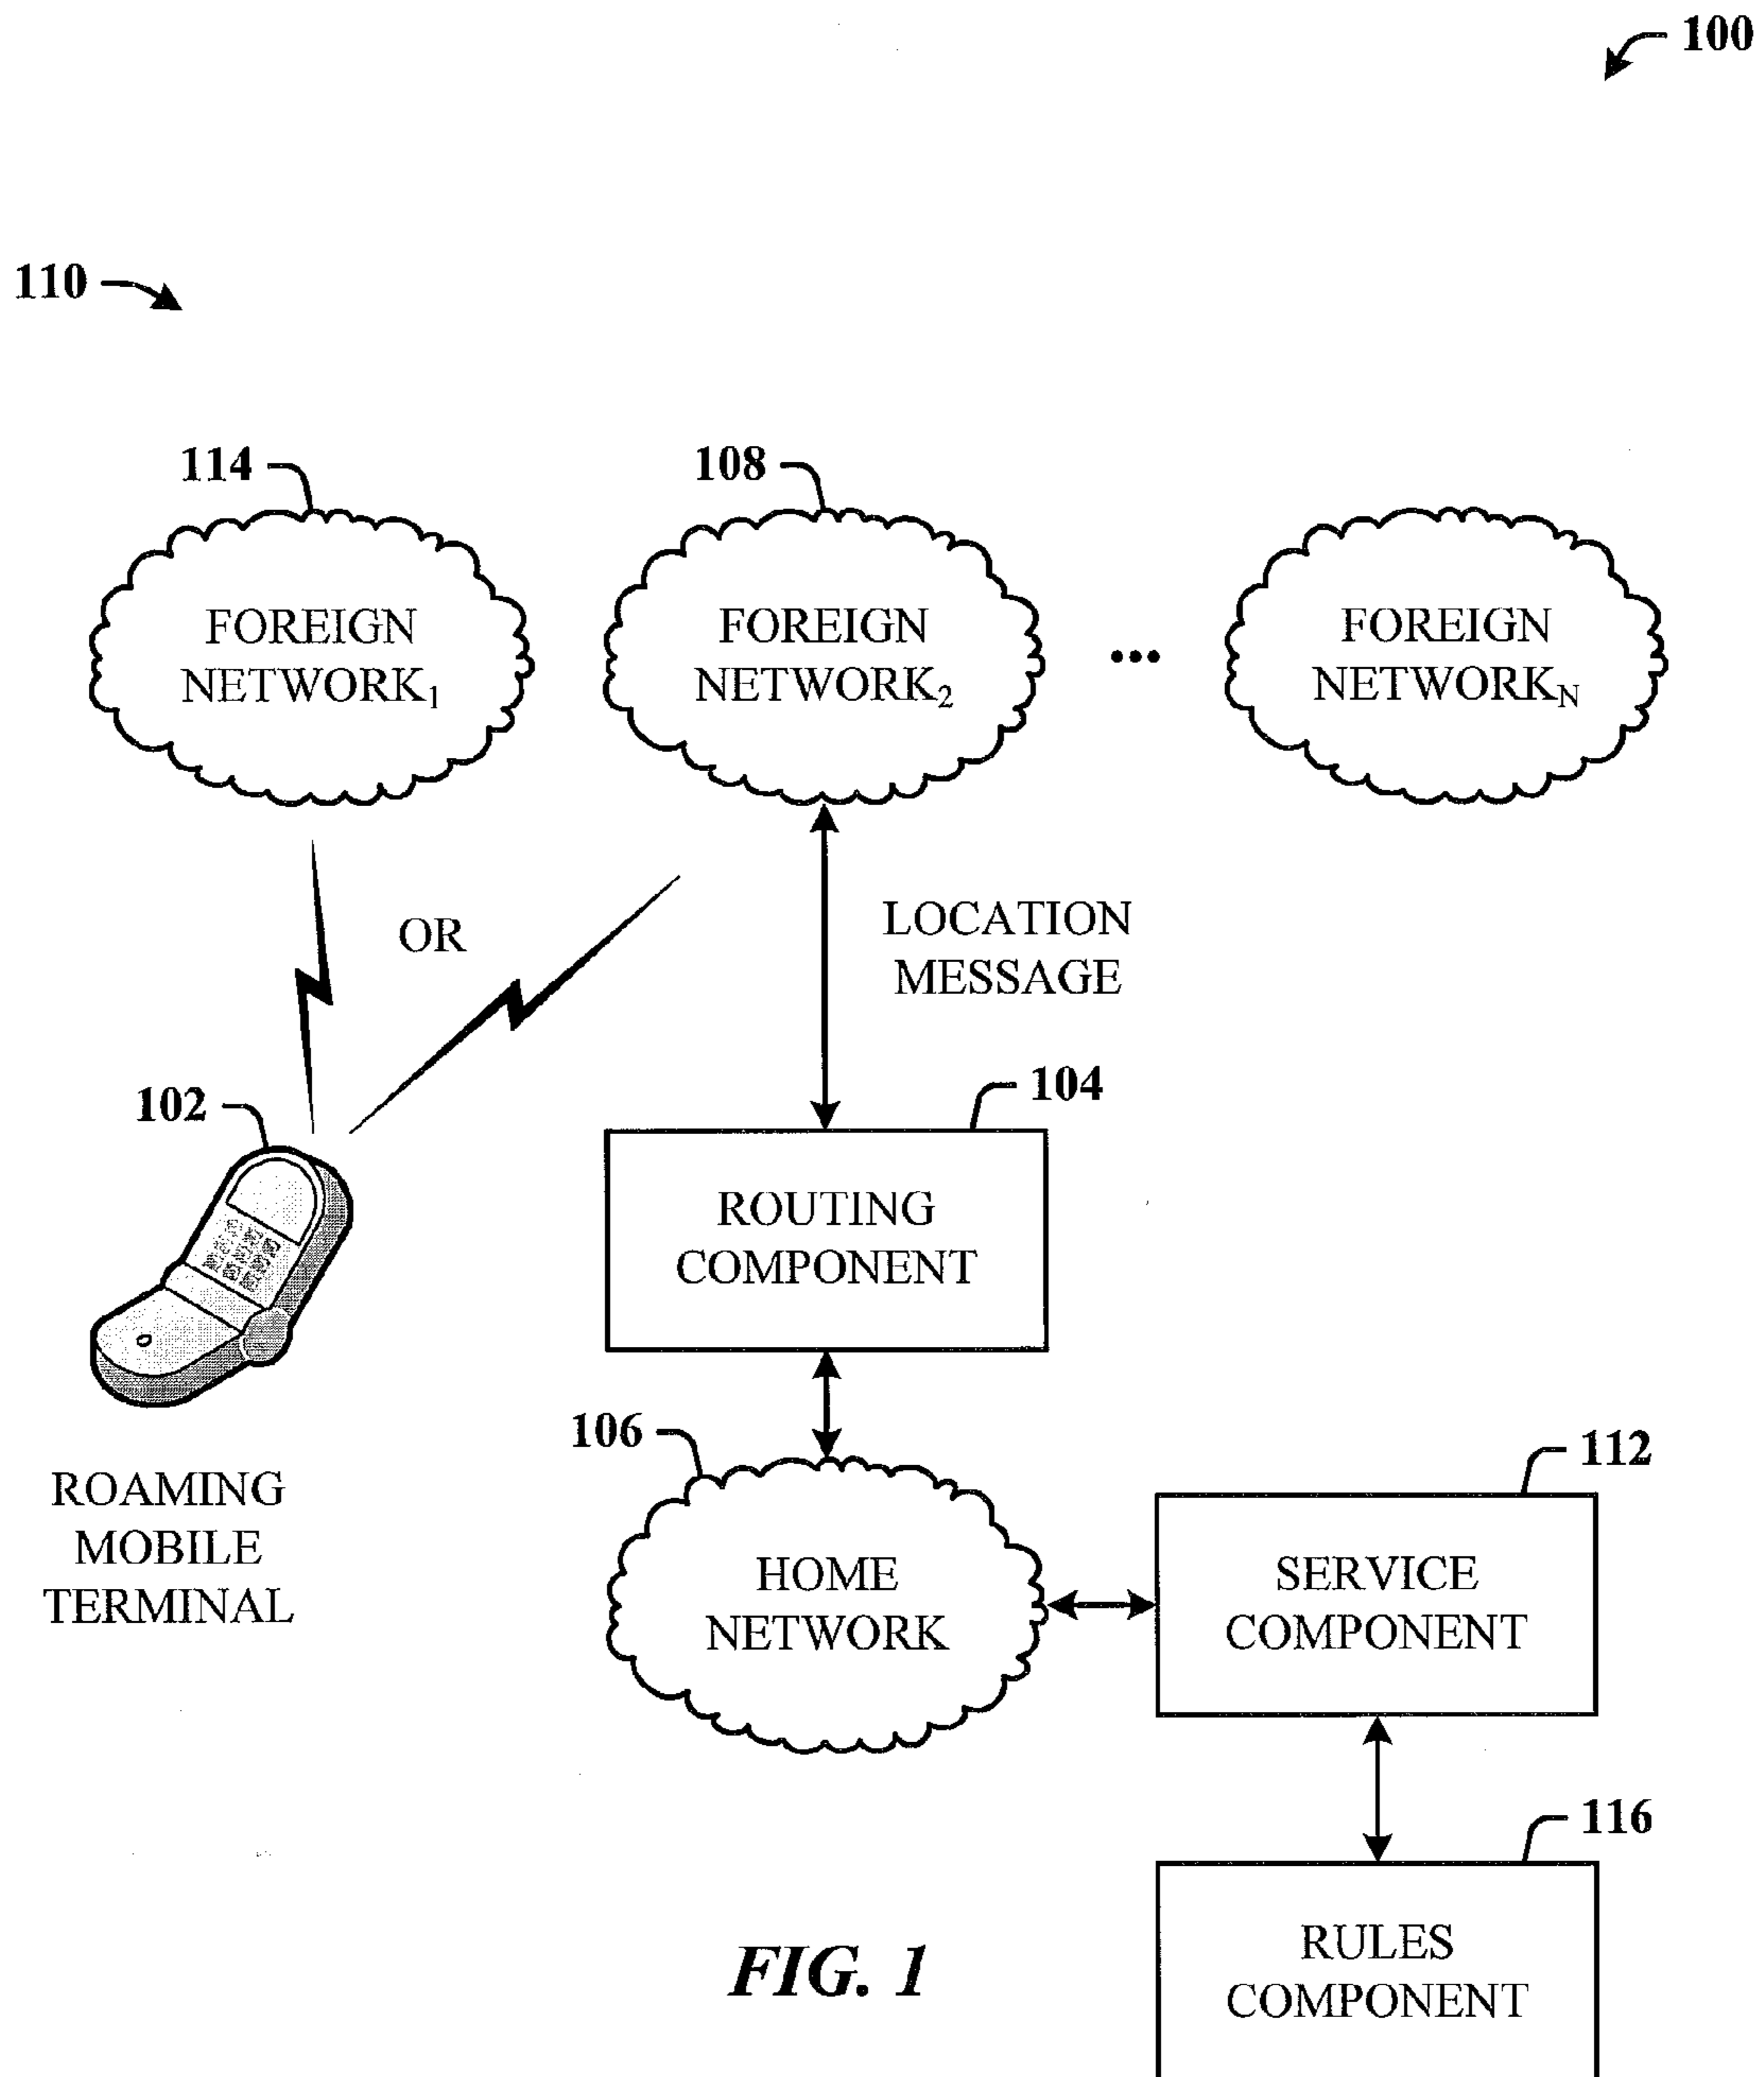 100
110
114
108
FOREIGN
NETWORK₁
FOREIGN
NETWORK₂
...
FOREIGN
NETWORK_N
OR
LOCATION
MESSAGE
102
104
ROUTING
COMPONENT
106
112
ROAMING
MOBILE
TERMINAL
HOME
NETWORK
SERVICE
COMPONENT
116
RULES
COMPONENT
FIG. 1